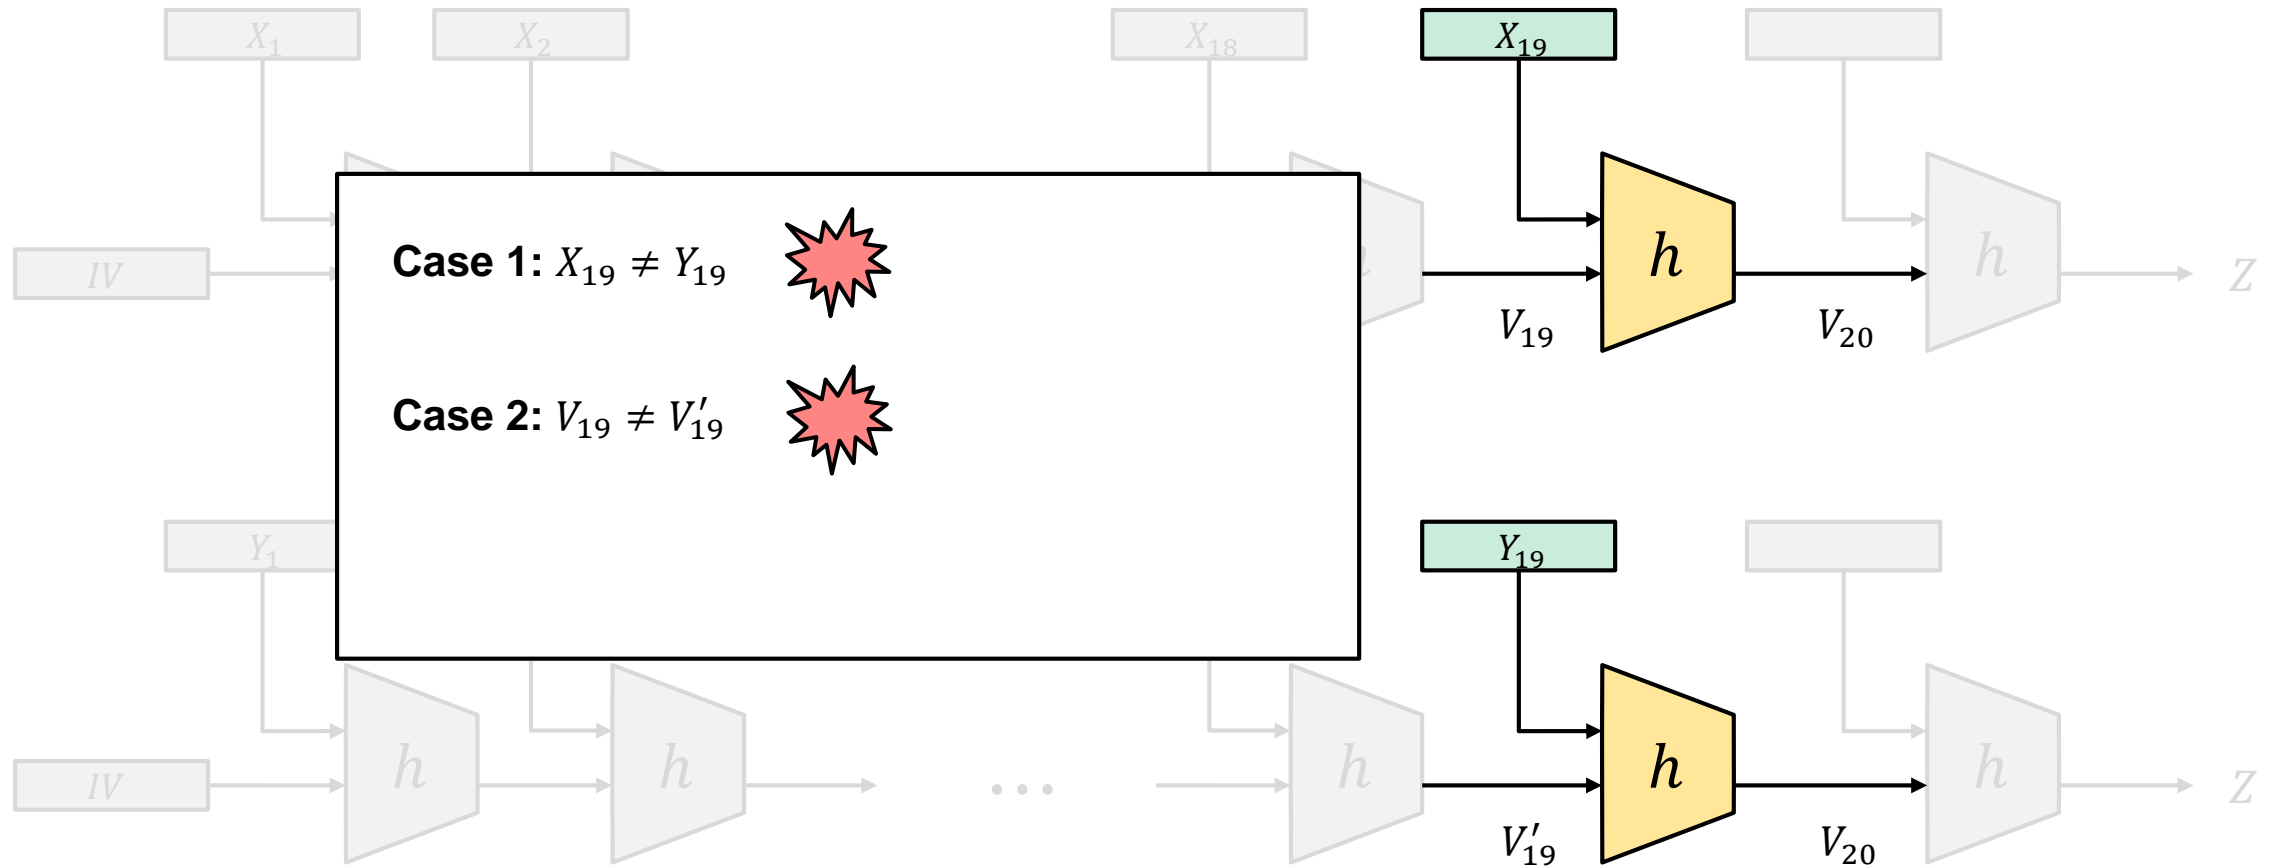 X₁ X₂ X₁₈ X₁₉
Case 1: X₁₉ ≠ Y₁₉
IV h h Z
V₁₉ V₂₀
Case 2: V₁₉ ≠ V′₁₉
Y₁ Y₁₉
IV h h ... h h h Z
V′₁₉ V₂₀